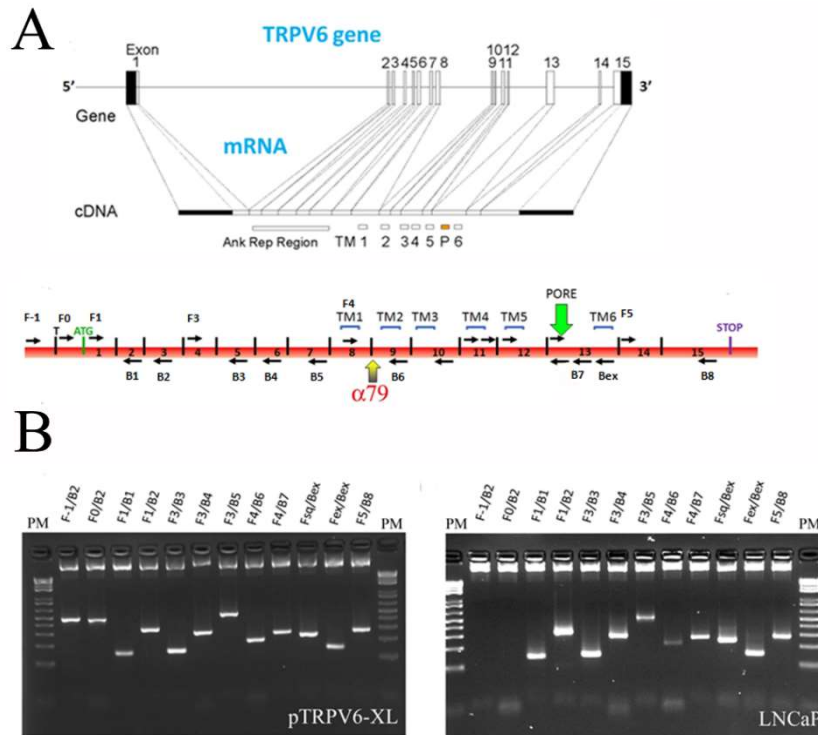 A
TRPV6 gene
Exon
1 2 3 4 5 6 7 8 9 10 11 12 13 14 15
5’ 3’
Gene
mRNA
cDNA
Ank Rep Region TM 1 2 3 4 5 P 6
F-1 F0 F1 F3 F4 PORE F5
T ATG TM1 TM2 TM3 TM4 TM5 TM6 STOP
1 2 3 4 5 6 7 8 9 10 11 12 13 14 15
B1 B2 B3 B4 B5 B6 B7 Bex B8
α79
B
PM F-1/B2 F0/B2 F1/B1 F1/B2 F3/B3 F3/B4 F3/B5 F4/B6 F4/B7 Fsq/Bex Fex/Bex F5/B8 PM
pTRPV6-XL
PM F-1/B2 F0/B2 F1/B1 F1/B2 F3/B3 F3/B4 F3/B5 F4/B6 F4/B7 Fsq/Bex Fex/Bex F5/B8 PM
LNCaP